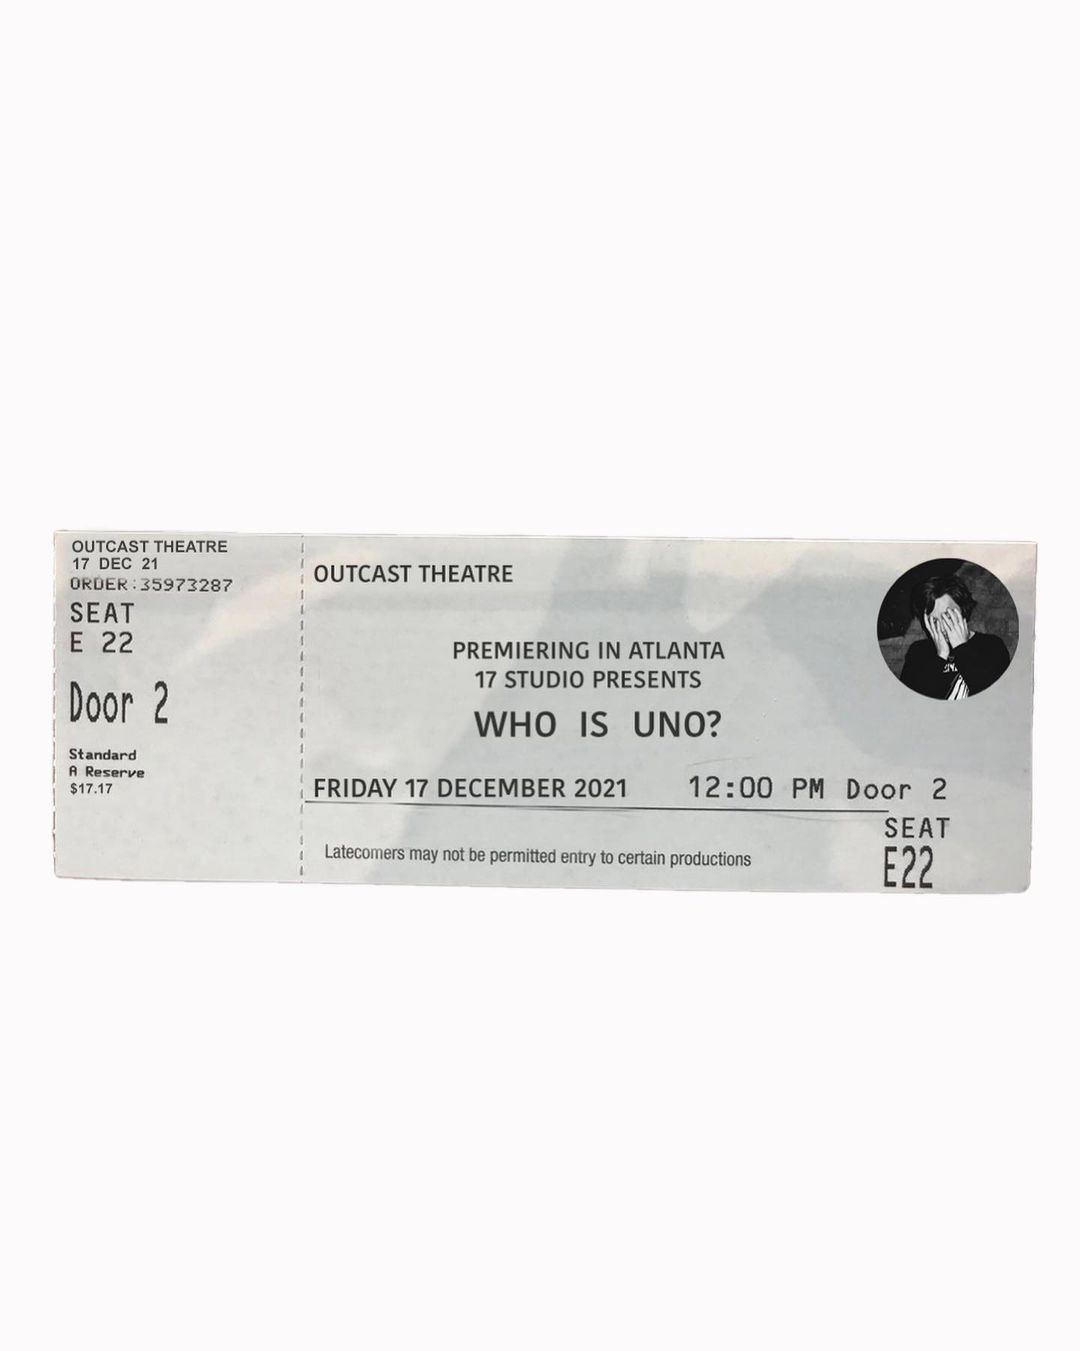 OUTCAST THEATRE
17 DEC 21
ORDER:35973287
SEAT
E 22
Door 2
Standard
A Reserve
$17.17
OUTCAST THEATRE
PREMIERING IN ATLANTA
17 STUDIO PRESENTS
WHO IS UNO?
FRIDAY 17 DECEMBER 2021 12:00 PM Door 2
SEAT
E22
Latecomers may not be permitted entry to certain productions